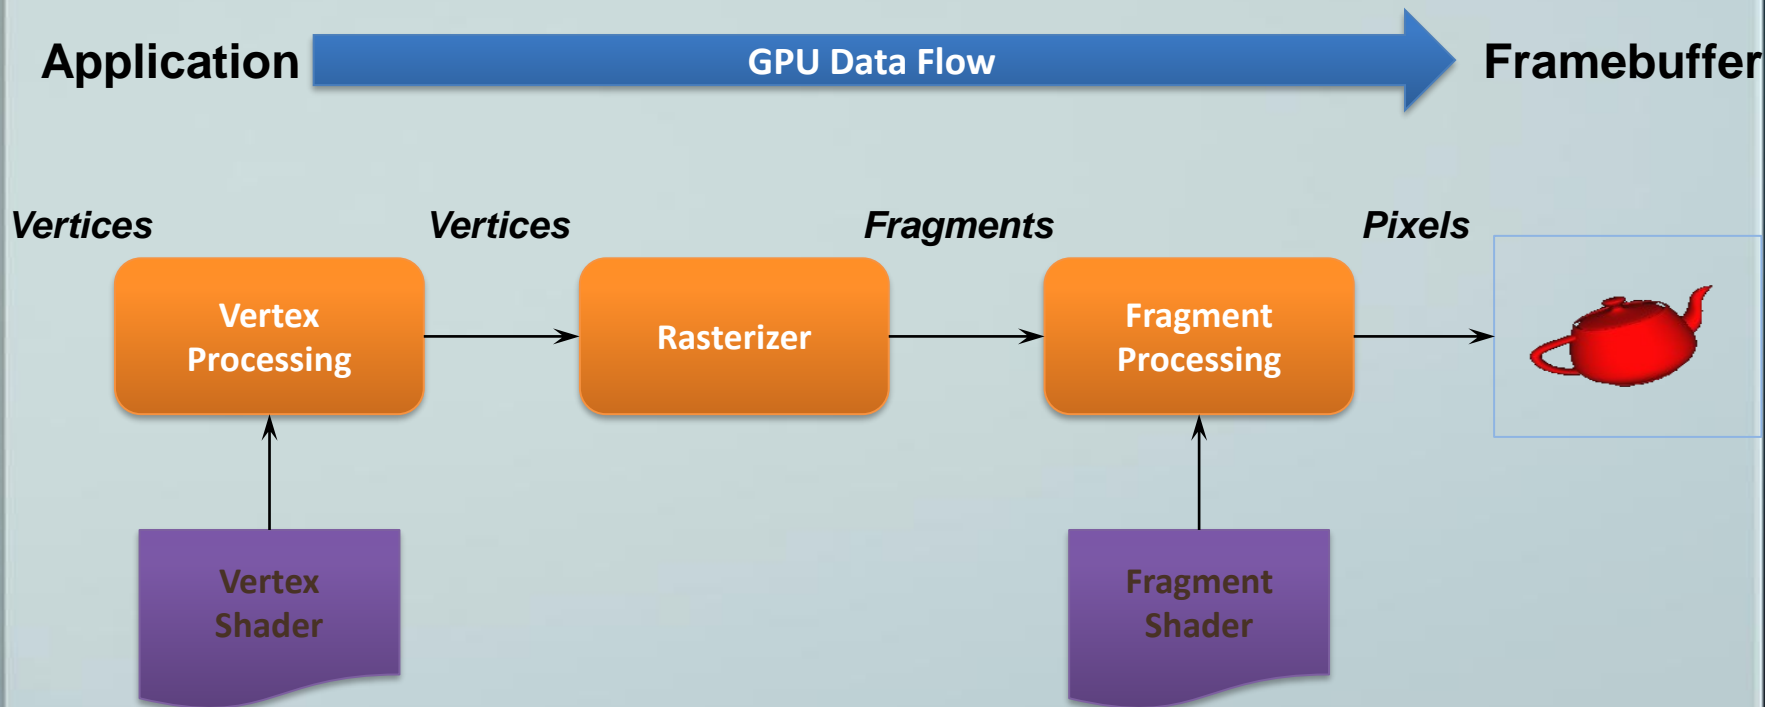 Application
GPU Data Flow
Framebuffer
Vertices
Vertices
Fragments
Pixels
Vertex
Processing
Rasterizer
Fragment
Processing
Vertex
Shader
Fragment
Shader